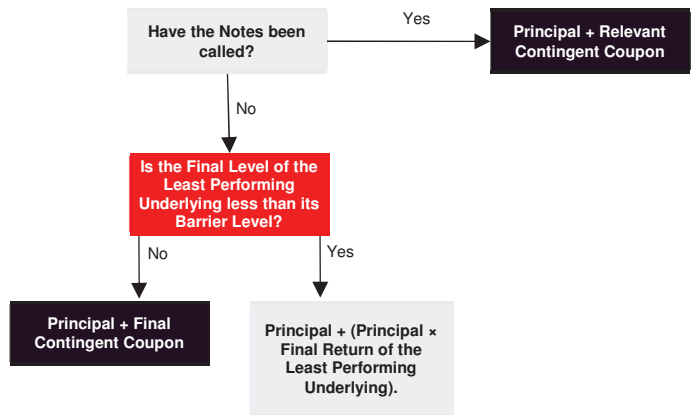 Have the Notes been
called?
Yes
Principal + Relevant
Contingent Coupon
No
Is the Final Level of the
Least Performing
Underlying less than its
Barrier Level?
No
Yes
Principal + Final
Contingent Coupon
Principal + (Principal ×
Final Return of the
Least Performing
Underlying).